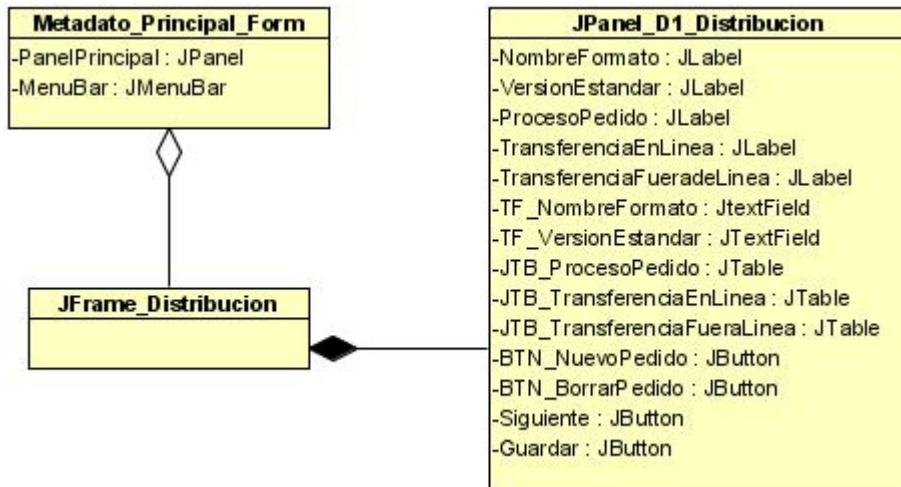 Metadato_Principal_Form
-PanelPrincipal : JPanel
-MenuBar : JMenuBar
JFrame_Distribucion
JPanel_D1_Distribucion
-NombreFormato : JLabel
-VersionEstandar : JLabel
-ProcesoPedido : JLabel
-TransferenciaEnLinea : JLabel
-TransferenciaFueradeLinea : JLabel
-TF_NombreFormato : JtextField
-TF_VersionEstandar : JTextField
-JTB_ProcesoPedido : JTable
-JTB_TransferenciaEnLinea : JTable
-JTB_TransferenciaFueraLinea : JTable
-BTN_NuevoPedido : JButton
-BTN_BorrarPedido : JButton
-Siguiente : JButton
-Guardar : JButton